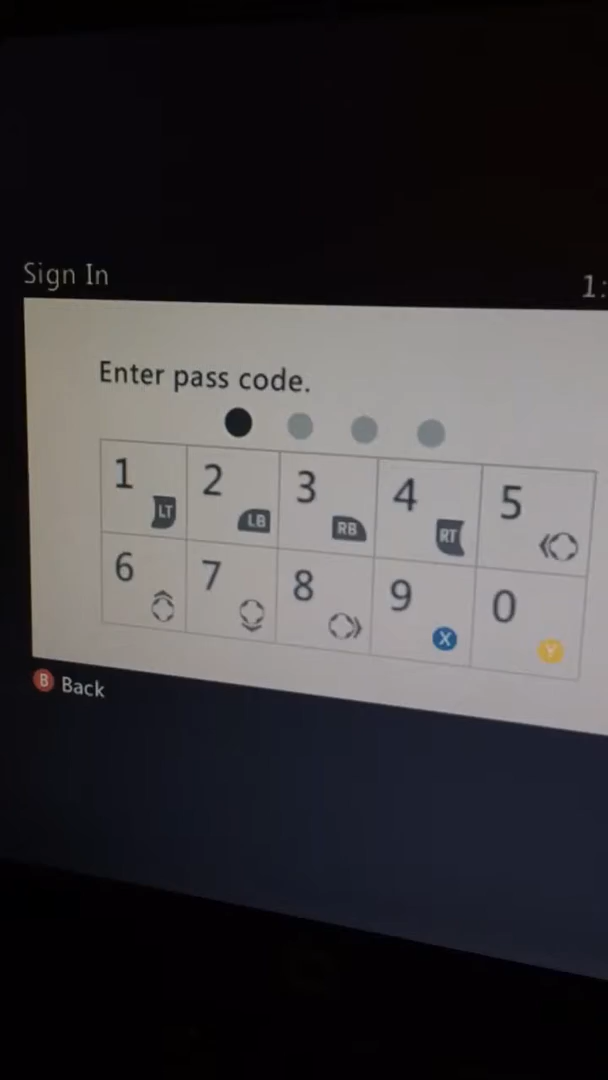 Sign In 1:
Enter pass code.
1 2 3 4 5
LT LB RB RT
6 7 8 9 0
X Y
B Back